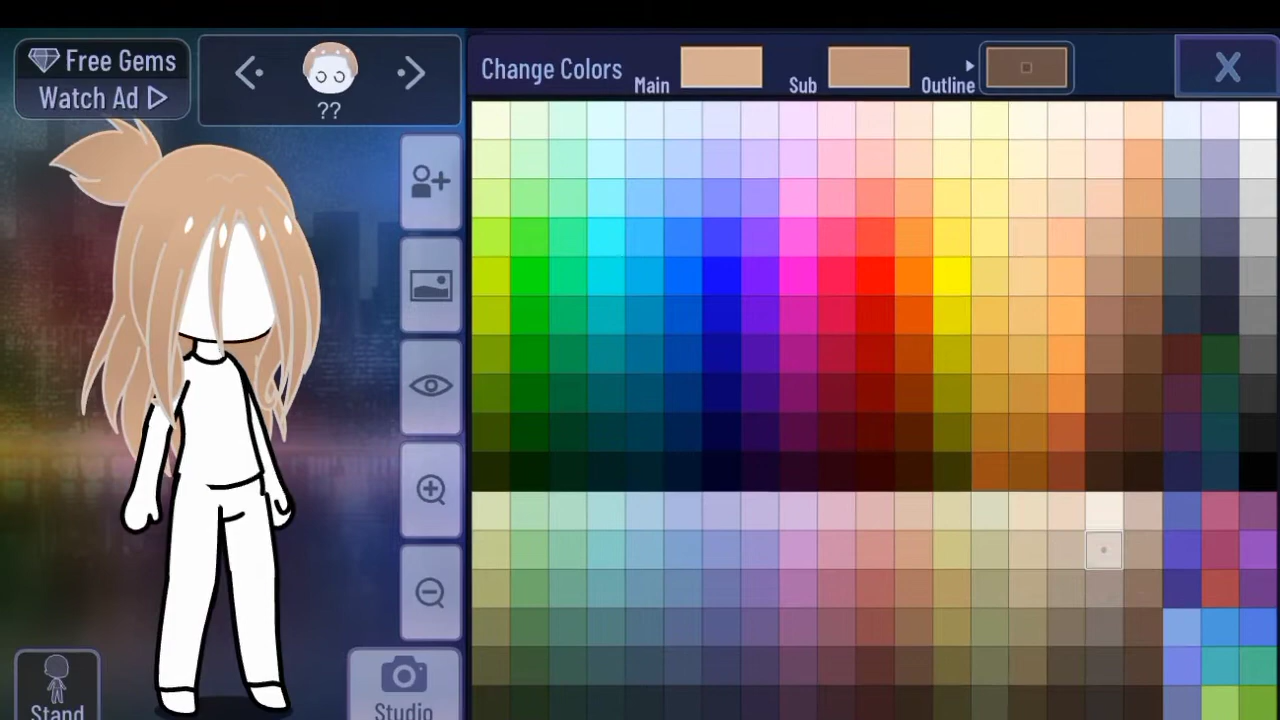 Free Gems
Watch Ad
??
Change Colors
Main
Sub
Outline
X
Stand
Studio